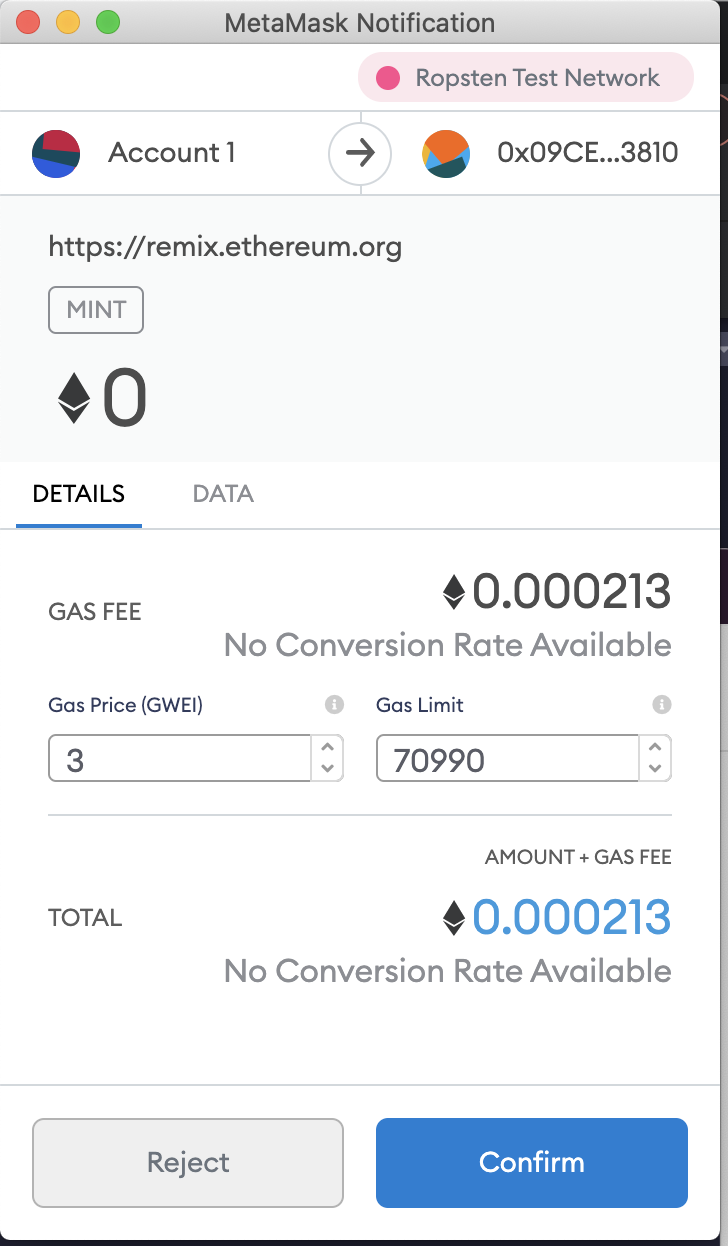 MetaMask Notification
Ropsten Test Network
Account 1
0x09CE...3810
https://remix.ethereum.org
MINT
0
DETAILS
DATA
GAS FEE
0.000213
No Conversion Rate Available
Gas Price (GWEI)
Gas Limit
3
70990
AMOUNT + GAS FEE
TOTAL
0.000213
No Conversion Rate Available
Reject
Confirm